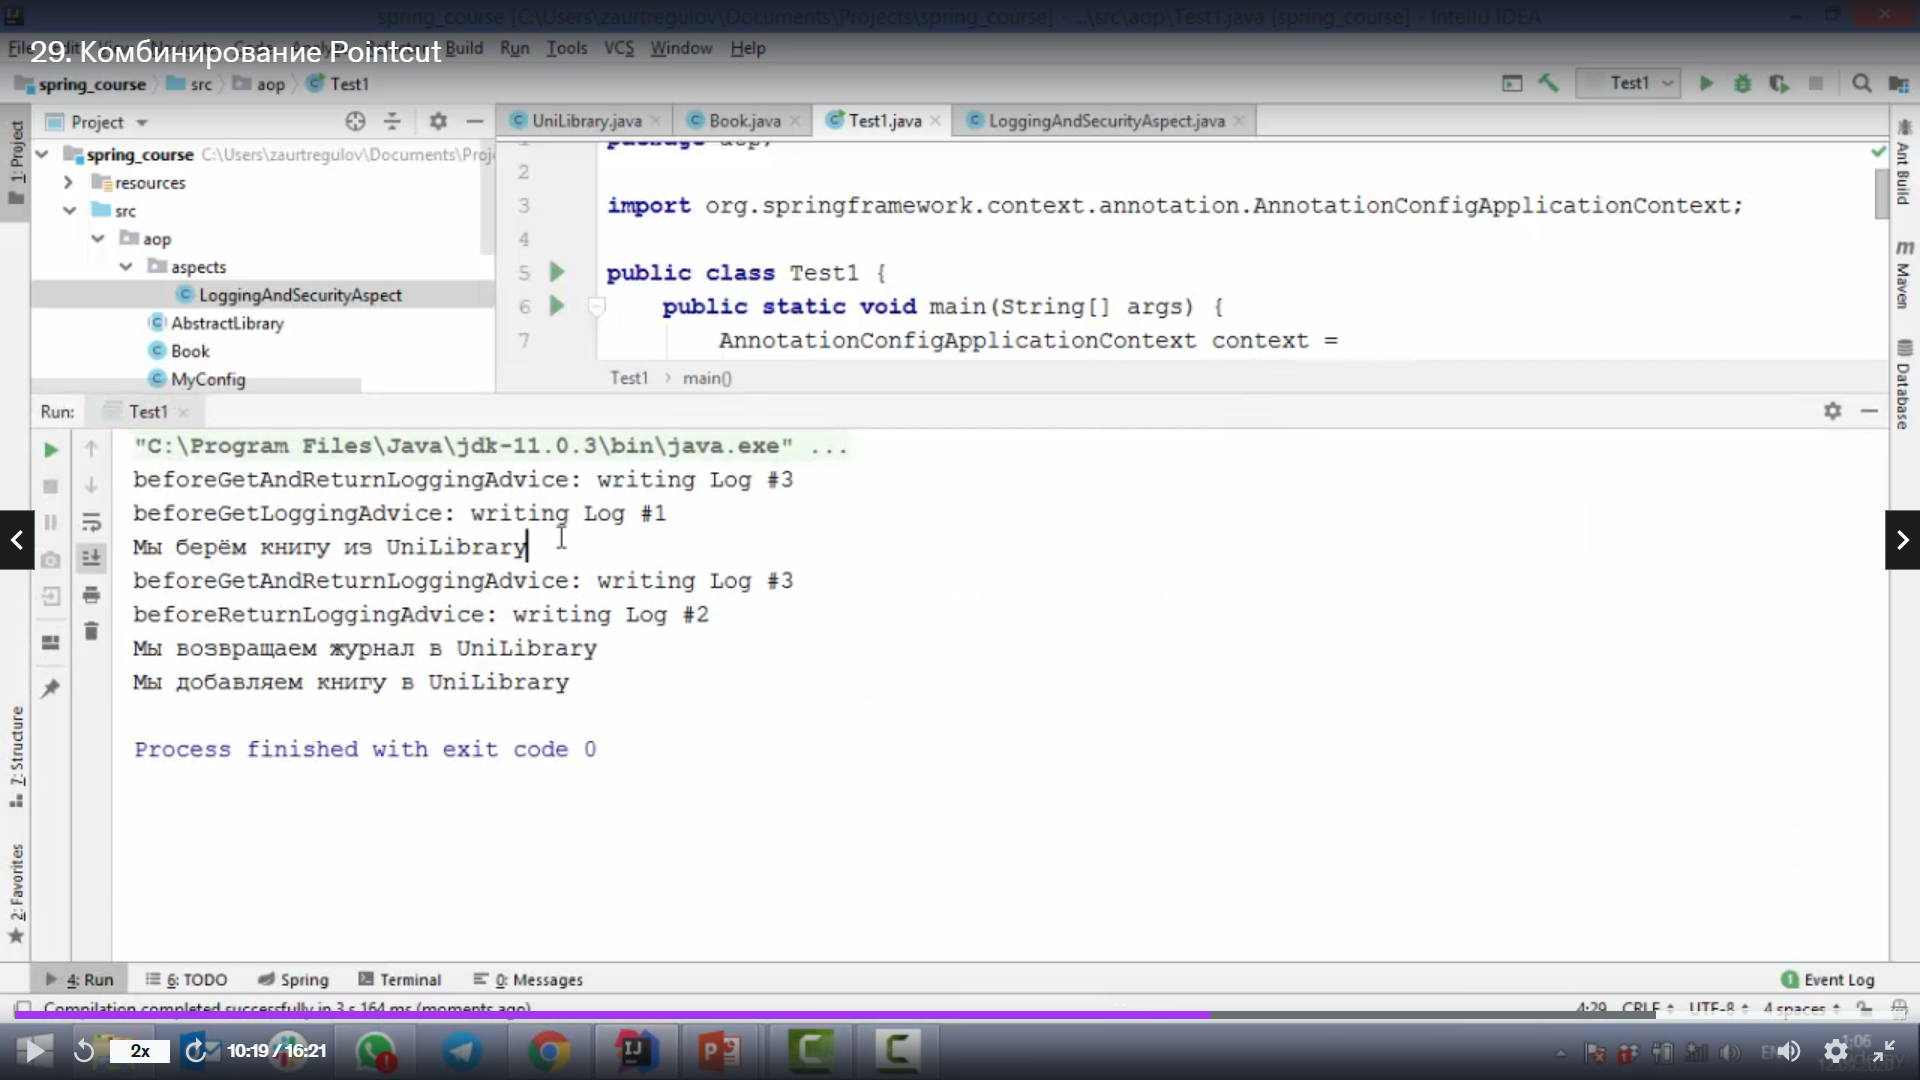 spring_course [C:\Users\zaurtregulov\Documents\Projects\spring_course] - ...\src\aop\Test1.java [spring_course] - IntelliJ IDEA
29. Комбинирование Pointcut
File Build Run Tools VCS Window Help
spring_course src aop Test1
Test1
1: Project
Project
UniLibrary.java Book.java Test1.java LoggingAndSecurityAspect.java
spring_course C:\Users\zaurtregulov\Documents\Proj
resources
src
aop
aspects
LoggingAndSecurityAspect
AbstractLibrary
Book
MyConfig
1 package aop;
2
3 import org.springframework.context.annotation.AnnotationConfigApplicationContext;
4
5 public class Test1 {
6 public static void main(String[] args) {
7 AnnotationConfigApplicationContext context =
Test1 > main()
Ant Build
m Maven
Database
Run: Test1
"C:\Program Files\Java\jdk-11.0.3\bin\java.exe" ...
beforeGetAndReturnLoggingAdvice: writing Log #3
beforeGetLoggingAdvice: writing Log #1
Мы берём книгу из UniLibrary
beforeGetAndReturnLoggingAdvice: writing Log #3
beforeReturnLoggingAdvice: writing Log #2
Мы возвращаем журнал в UniLibrary
Мы добавляем книгу в UniLibrary
Process finished with exit code 0
7: Structure
2: Favorites
4: Run 6: TODO Spring Terminal 0: Messages
1 Event Log
Compilation completed successfully in 3 s 164 ms (moments ago)
4:29 CRLF UTF-8 4 spaces
2x 10:19 / 16:21